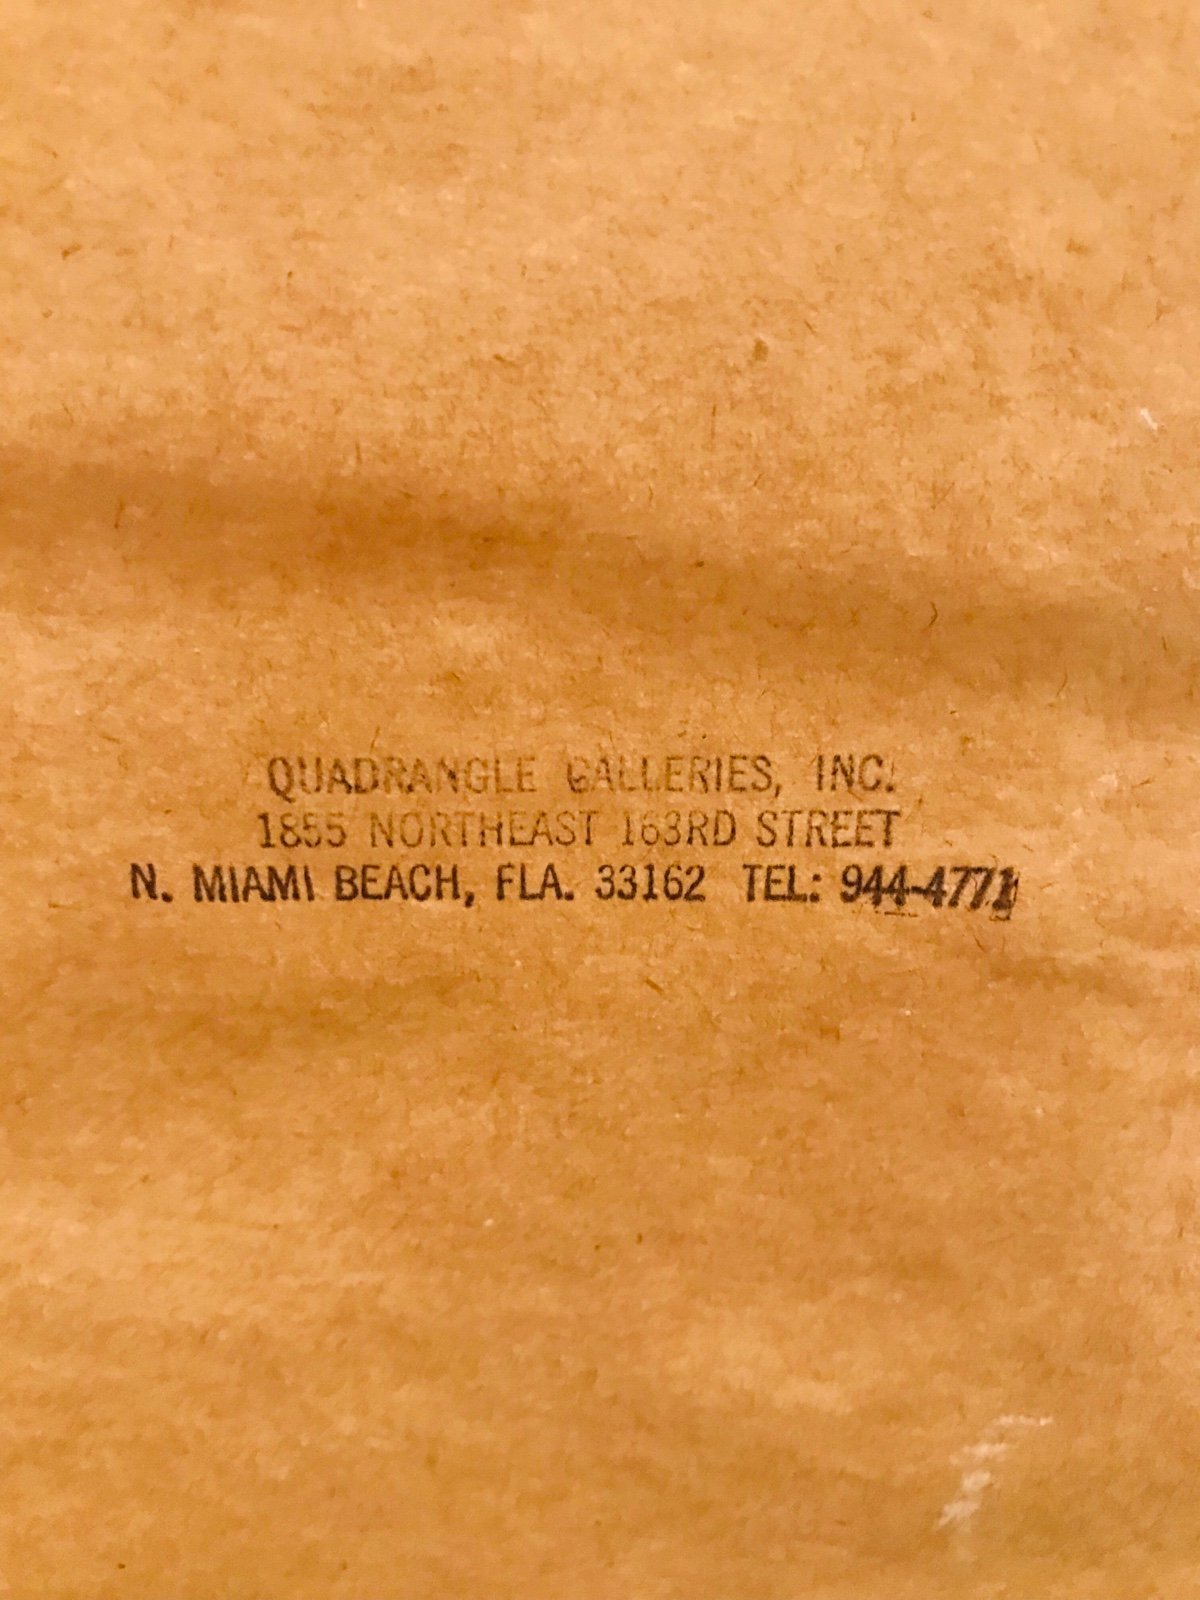 QUADRANGLE GALLERIES, INC.
1855 NORTHEAST 163RD STREET
N. MIAMI BEACH, FLA. 33162 TEL: 944-4771